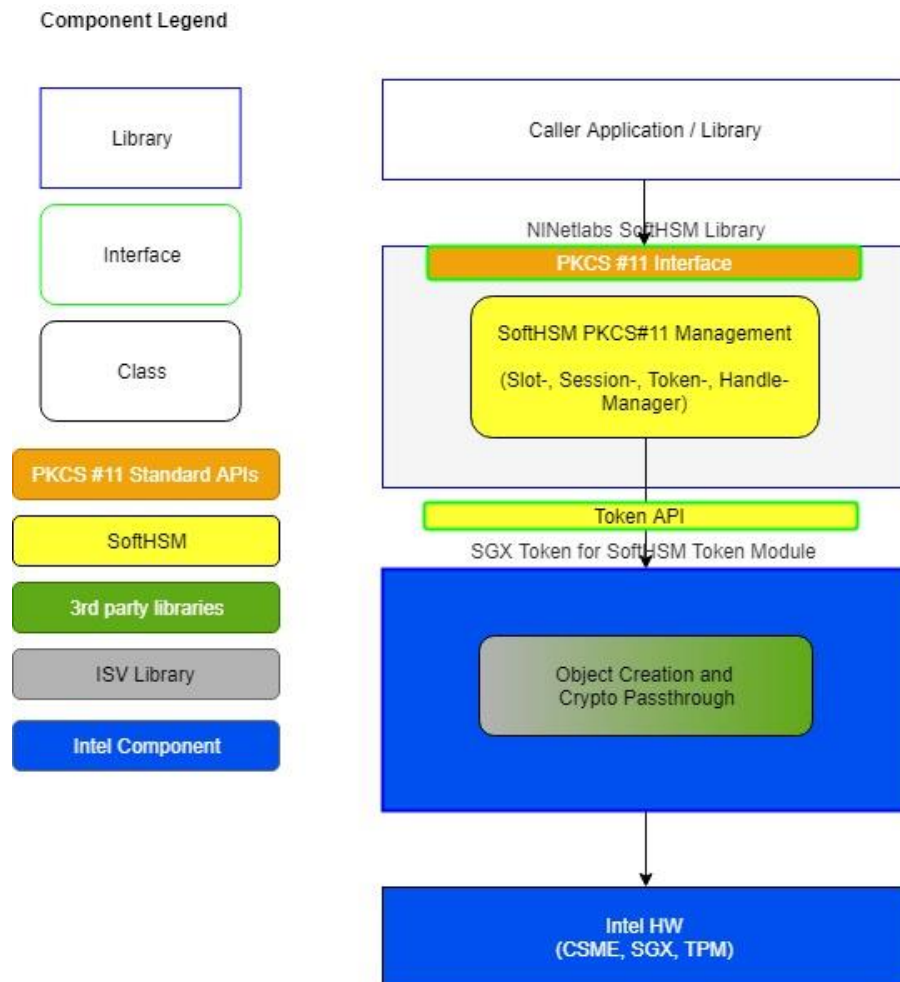 Component Legend
Library
Interface
Class
PKCS #11 Standard APIs
SoftHSM
3rd party libraries
ISV Library
Intel Component
Caller Application / Library
NINetlabs SoftHSM Library
PKCS #11 Interface
SoftHSM PKCS#11 Management
(Slot-, Session-, Token-, Handle-
Manager)
Token API
SGX Token for SoftHSM Token Module
Object Creation and
Crypto Passthrough
Intel HW
(CSME, SGX, TPM)